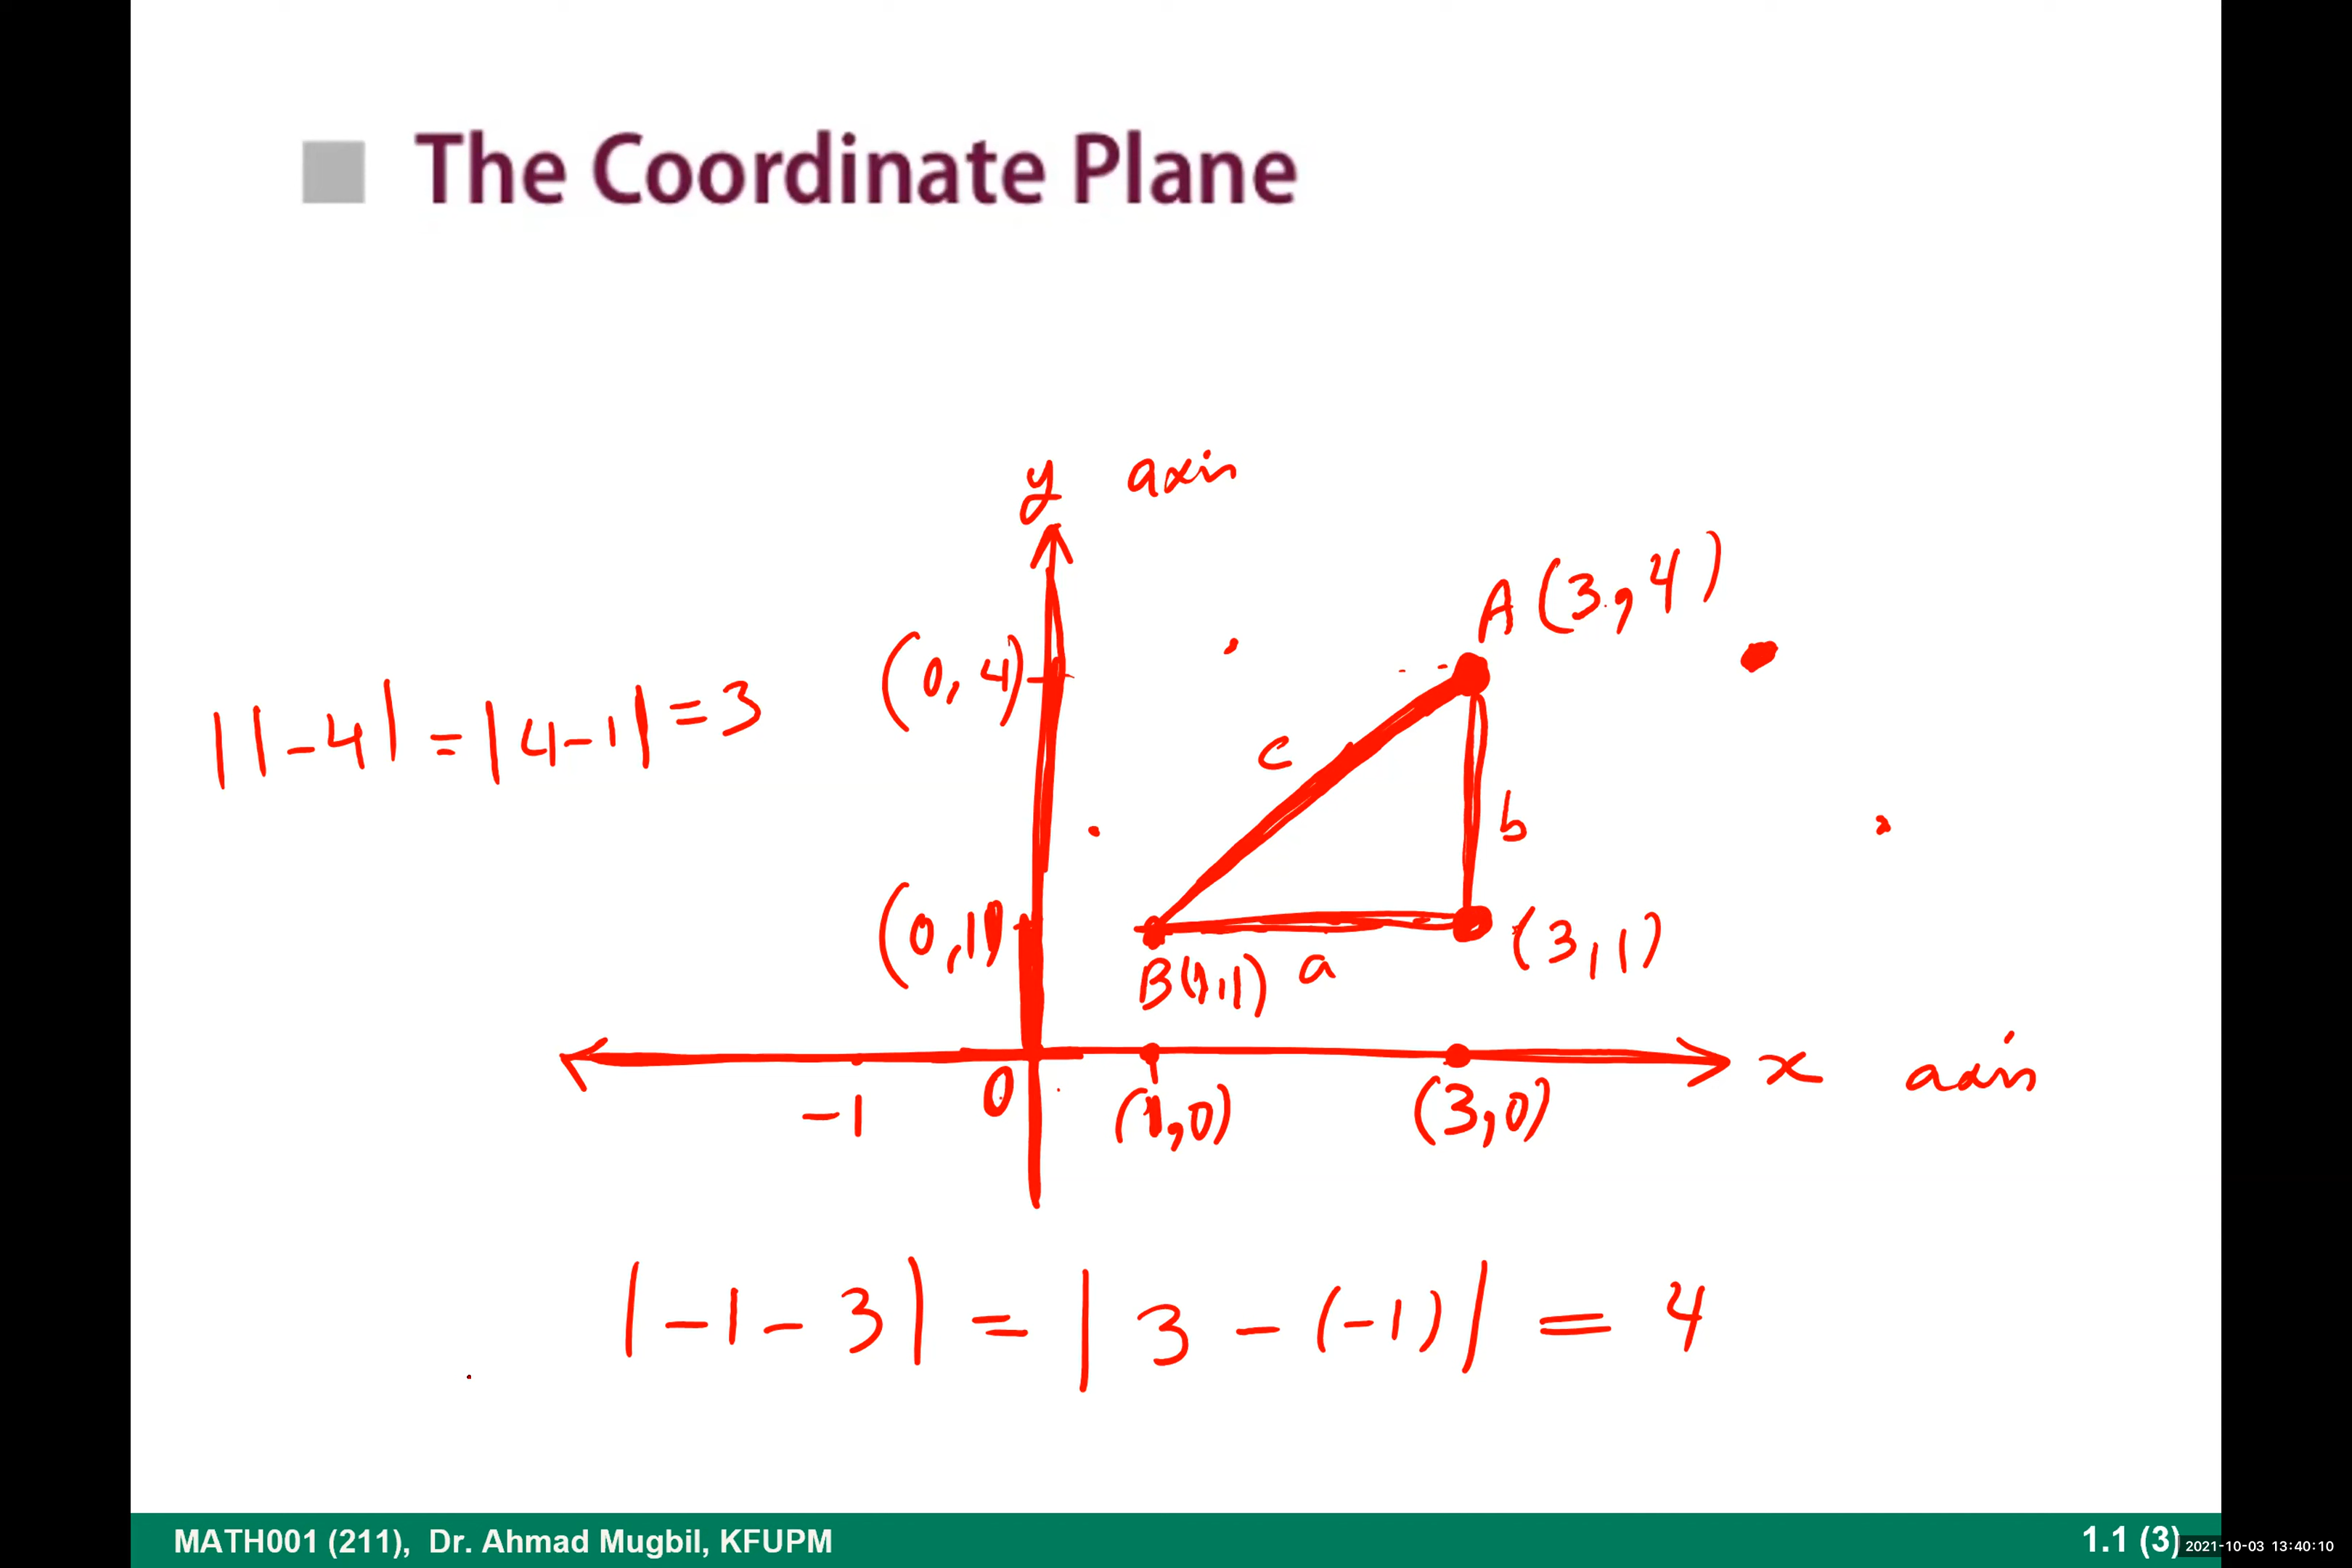 The Coordinate Plane
y axis
A(3,4)
(0,4)
|1-4| = |4-1| = 3
c
b
(0,1)
(3,1)
B(1,1) a
x axis
-1 0 (1,0) (3,0)
|-1-3| = |3-(-1)| = 4
MATH001 (211), Dr. Ahmad Mugbil, KFUPM
1.1 (3)
2021-10-03 13:40:10